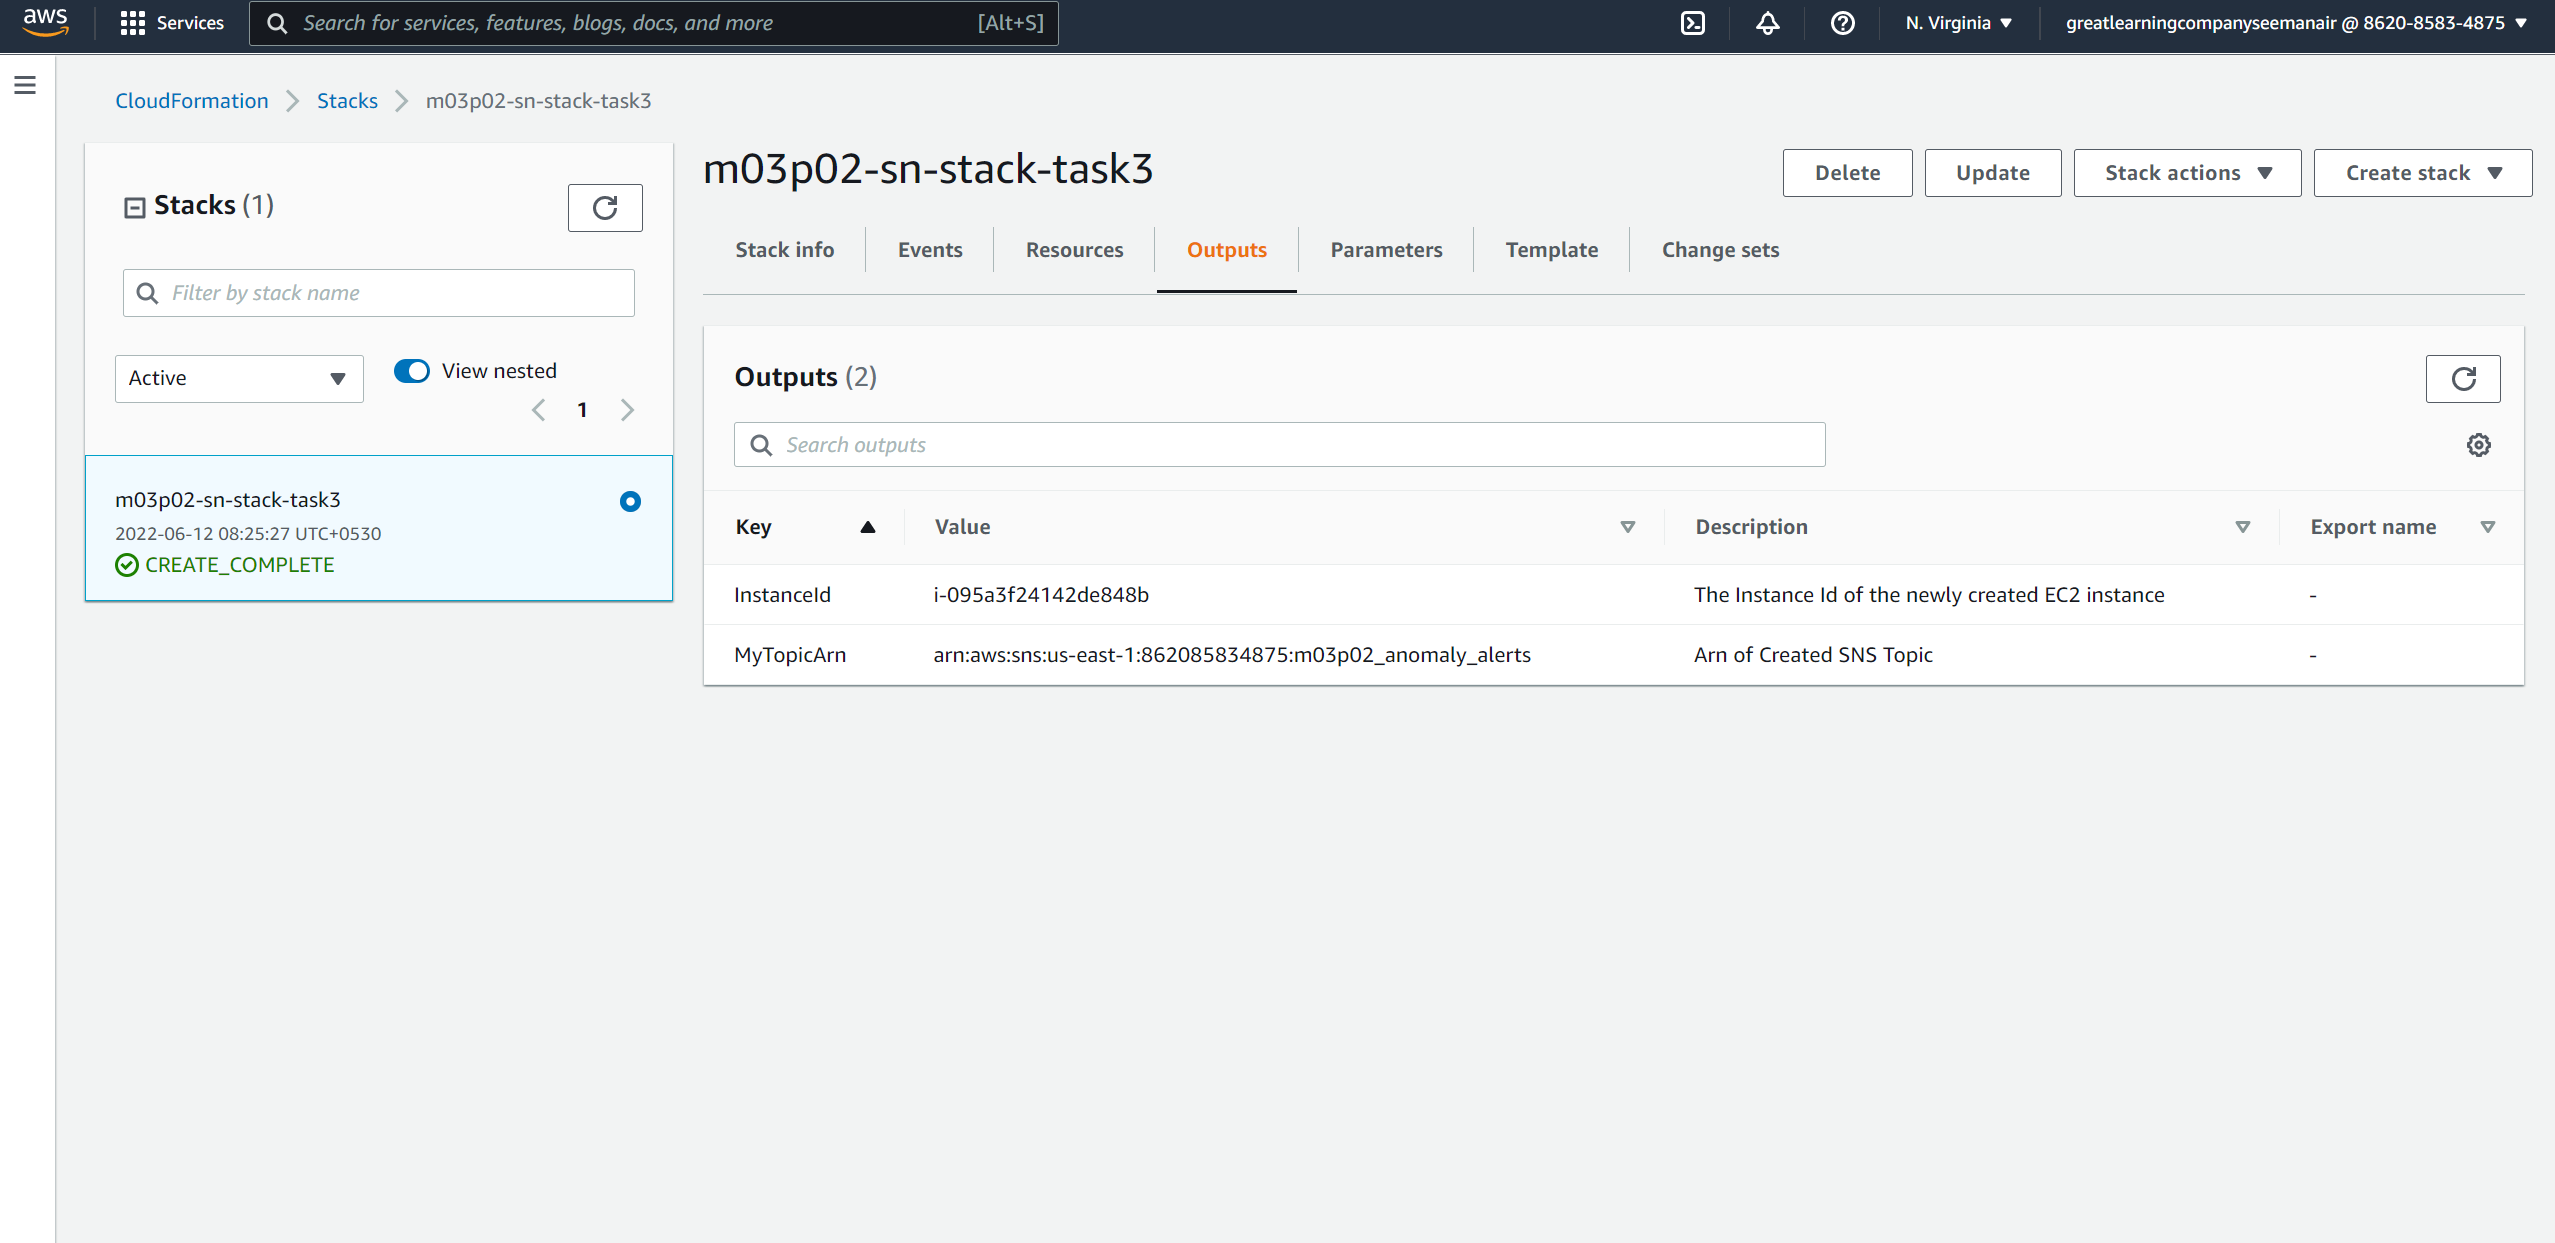 aws Services Search for services, features, blogs, docs, and more [Alt+S] N. Virginia greatlearningcompanyseemanair @ 8620-8583-4875
CloudFormation Stacks m03p02-sn-stack-task3
Stacks (1)
Filter by stack name
Active View nested
1
m03p02-sn-stack-task3
2022-06-12 08:25:27 UTC+0530
CREATE_COMPLETE
m03p02-sn-stack-task3 Delete Update Stack actions Create stack
Stack info Events Resources Outputs Parameters Template Change sets
Outputs (2)
Search outputs
Key Value Description Export name
InstanceId i-095a3f24142de848b The Instance Id of the newly created EC2 instance -
MyTopicArn arn:aws:sns:us-east-1:862085834875:m03p02_anomaly_alerts Arn of Created SNS Topic -